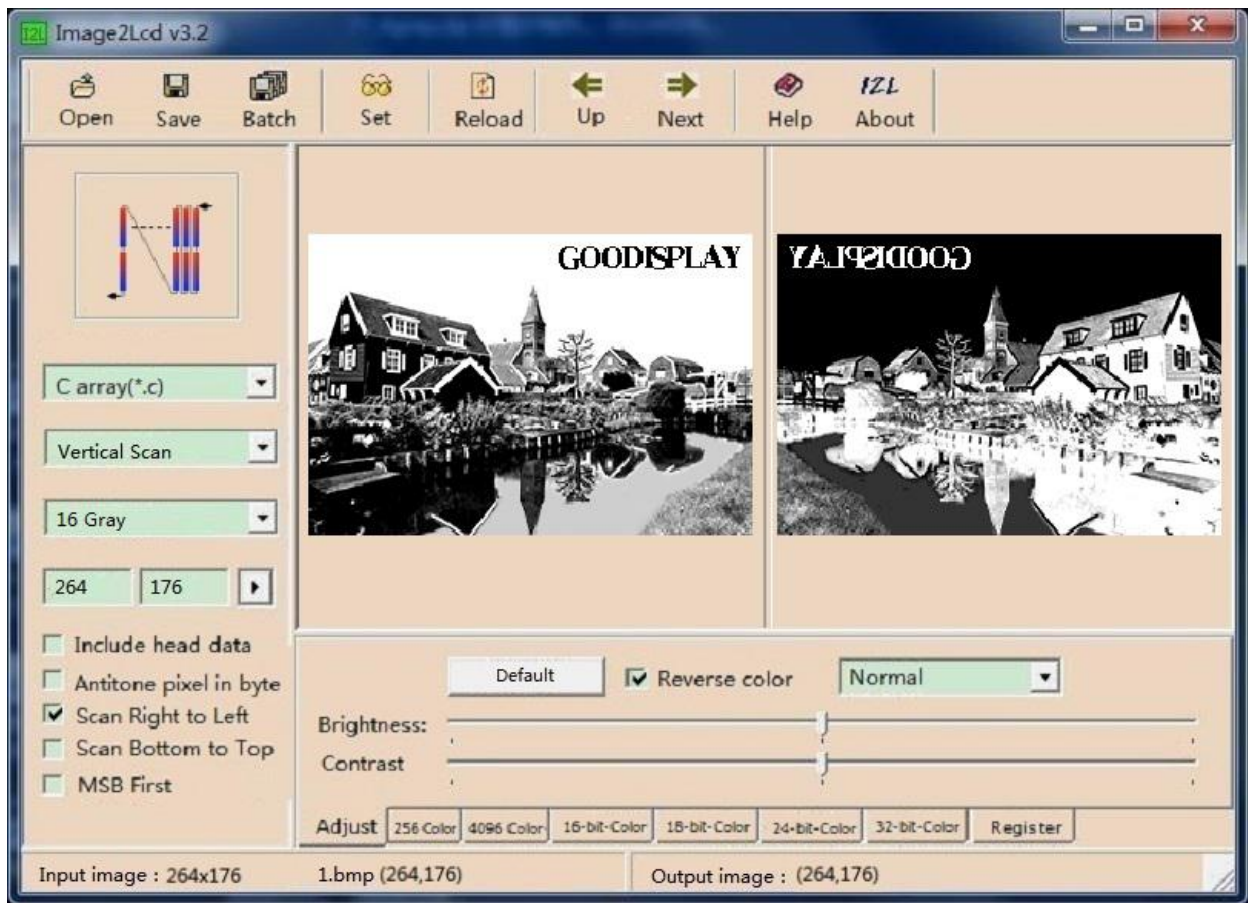 I2L Image2Lcd v3.2
Open Save Batch Set Reload Up Next Help About
I2L
C array(*.c)
Vertical Scan
16 Gray
264 176
Include head data
Antitone pixel in byte
Scan Right to Left
Scan Bottom to Top
MSB First
GOODISPLAY
GOODISPLAY
Default Reverse color Normal
Brightness:
Contrast
Adjust 256 Color 4096 Color 16-bit-Color 18-bit-Color 24-bit-Color 32-bit-Color Register
Input image : 264x176 1.bmp (264,176) Output image : (264,176)